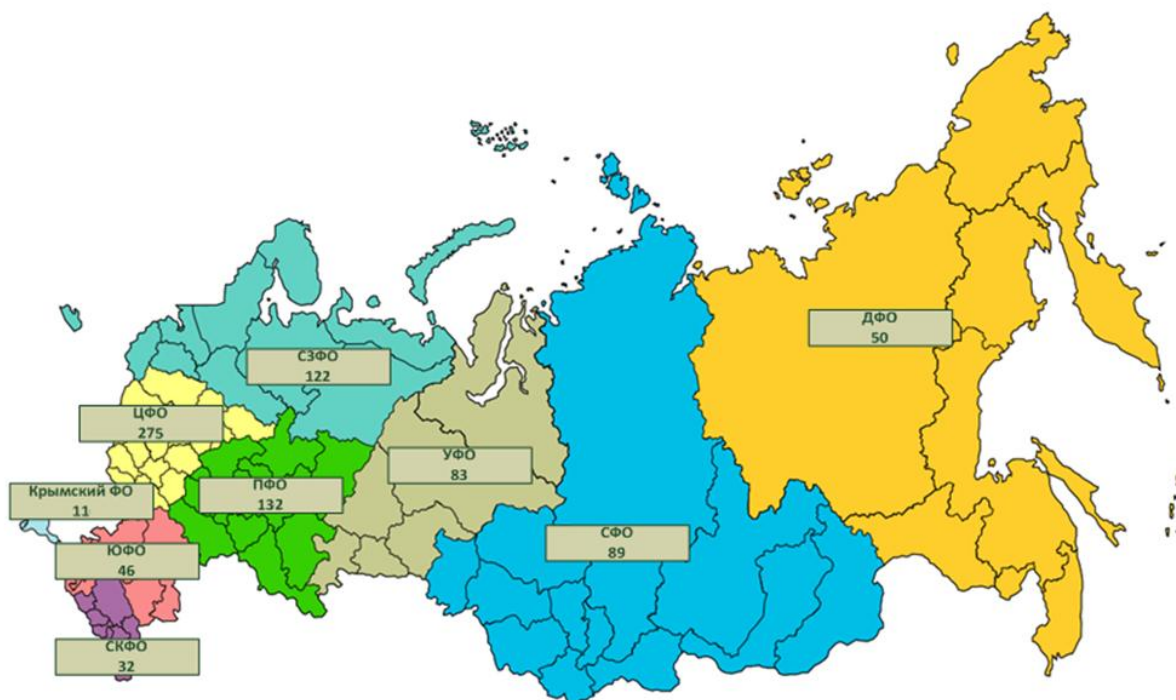 ДФО
50
СЗФО
122
ЦФО
275
УФО
83
ПФО
132
Крымский ФО
11
СФО
89
ЮФО
46
СКФО
32